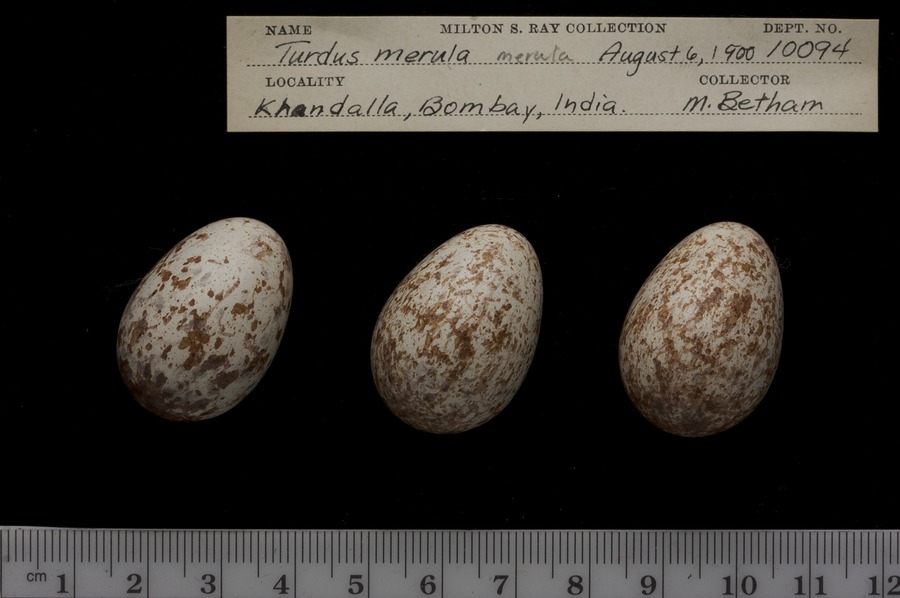 NAME MILTON S. RAY COLLECTION DEPT. NO.
Turdus merula merula August 6, 1900 10094
LOCALITY COLLECTOR
Khandalla, Bombay, India. M. Betham
cm 1 2 3 4 5 6 7 8 9 10 11 12